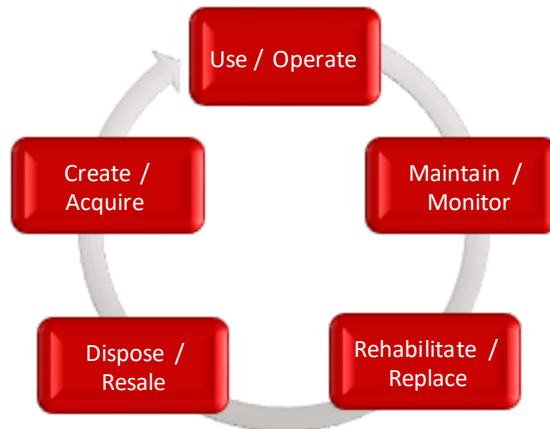 Use / Operate
Maintain /
Monitor
Rehabilitate /
Replace
Dispose /
Resale
Create /
Acquire